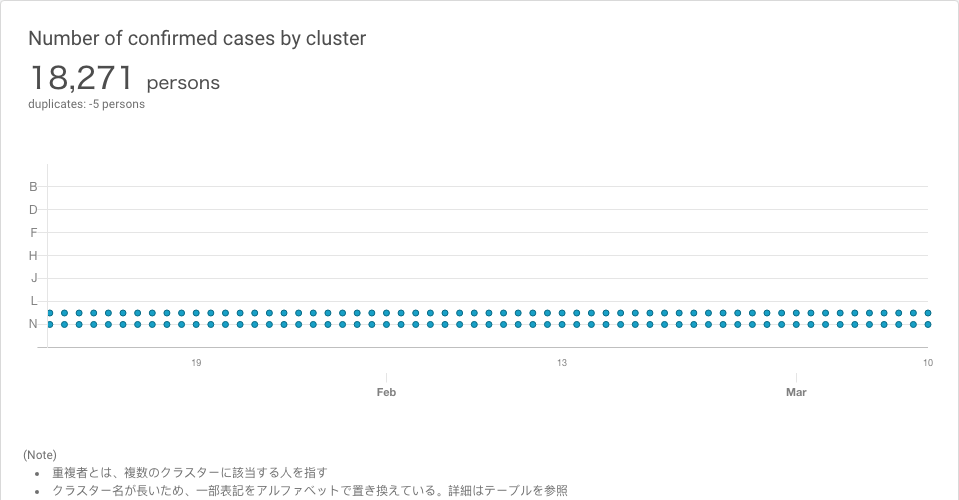 Number of confirmed cases by cluster
18,271 persons
duplicates: -5 persons
B
D
F
H
J
L
N
19
13
10
Feb
Mar
(Note)
重複者とは、複数のクラスターに該当する人を指す
クラスター名が長いため、一部表記をアルファベットで置き換えている。詳細はテーブルを参照